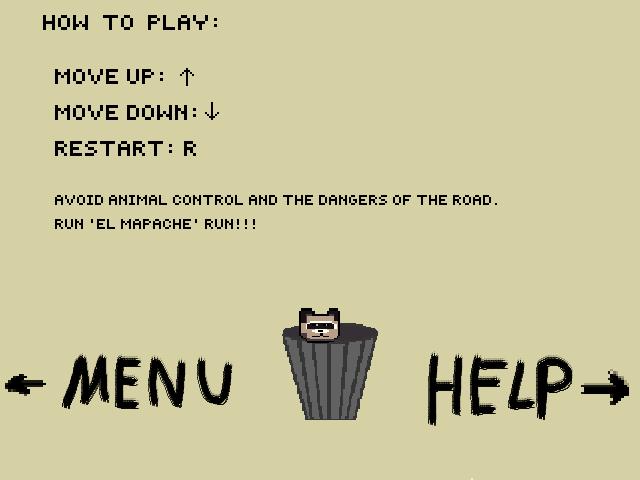 HOW TO PLAY:
MOVE UP: ↑
MOVE DOWN: ↓
RESTART: R
AVOID ANIMAL CONTROL AND THE DANGERS OF THE ROAD.
RUN 'EL MAPACHE' RUN!!!
← MENU
HELP →